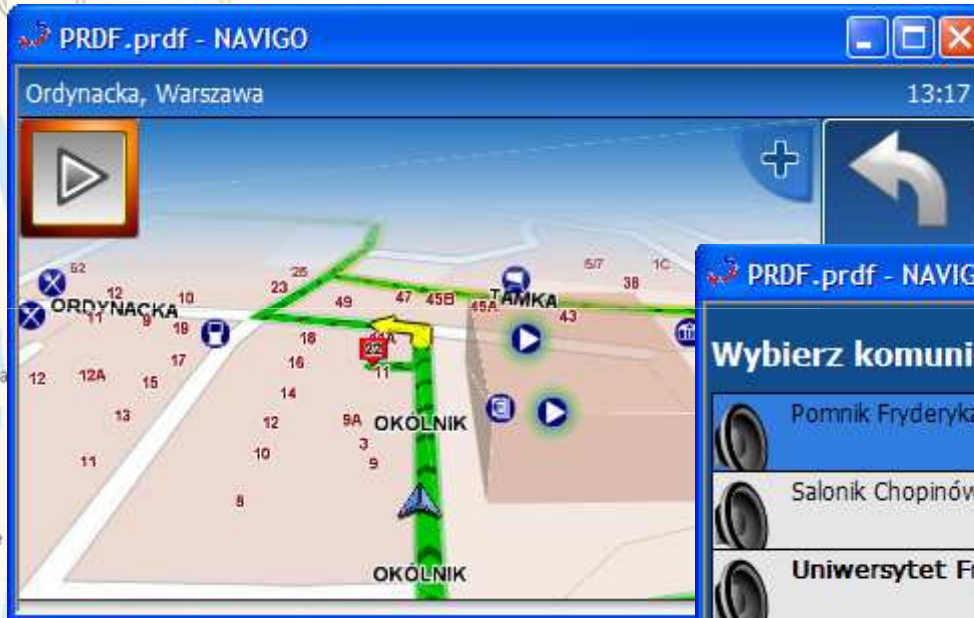 PRDF.prdf - NAVIGO
Ordynacka, Warszawa 13:17
52
12
10
ORDYNACKA
11
9
19
25
23
49
47
45B
45A
TAMKA
43
5/7
1C
38
17
18
22
11
16
12
12A
15
14
13
12
9A
OKÓLNIK
3
9
10
11
8
OKÓLNIK
PRDF.prdf - NAVIG
Wybierz komuni
Pomnik Fryderyka
Salonik Chopinów
Uniwersytet Fr